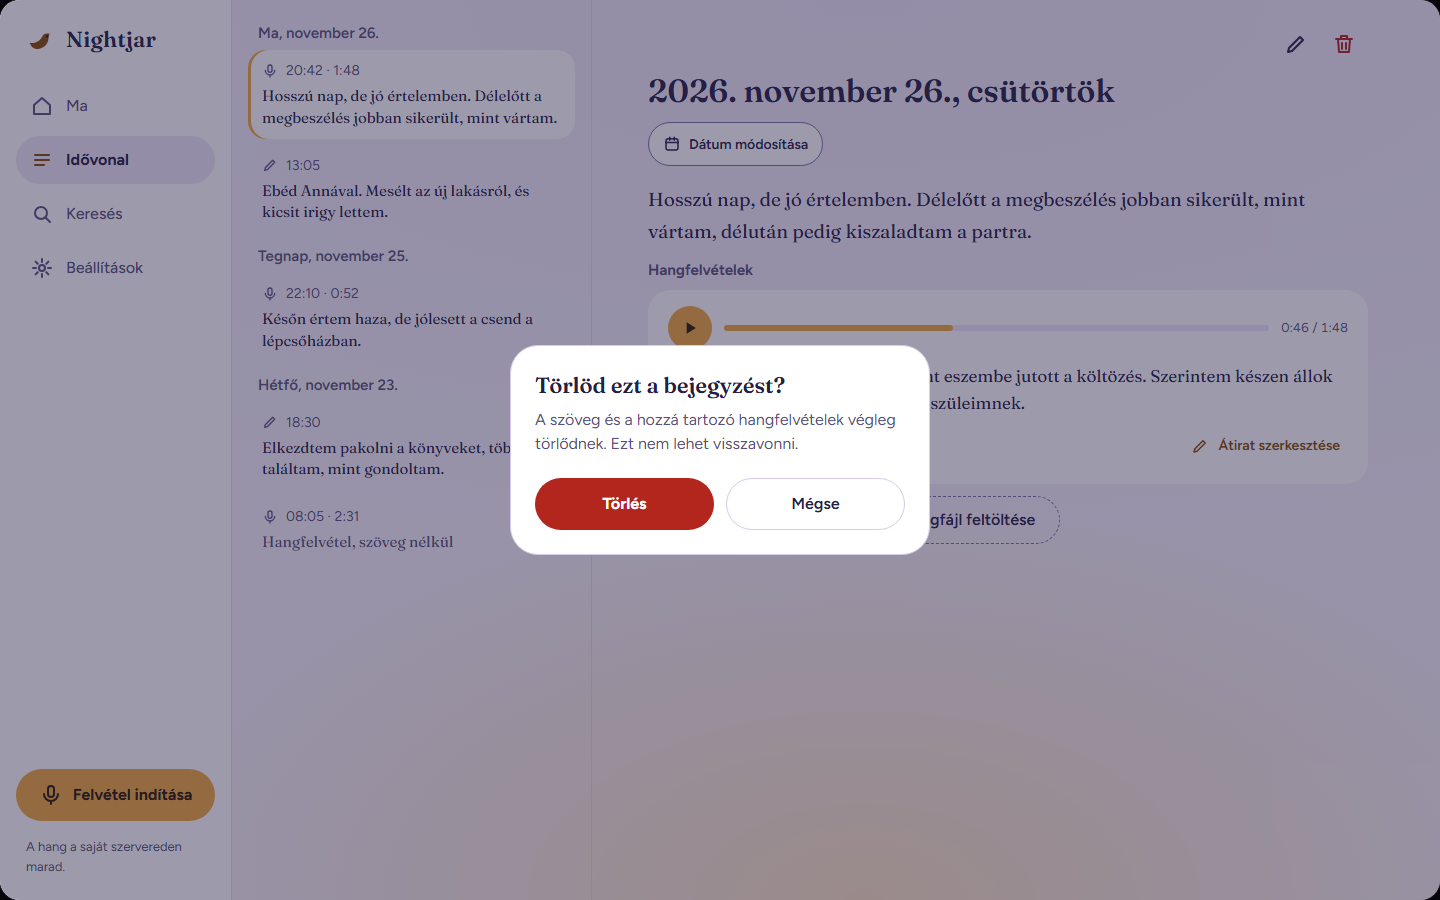 Nightjar
Ma
Idővonal
Keresés
Beállítások
Felvétel indítása
A hang a saját szervereden
marad.
Ma, november 26.
20:42 · 1:48
Hosszú nap, de jó értelemben. Délelőtt a
megbeszélés jobban sikerült, mint vártam.
13:05
Ebéd Annával. Mesélt az új lakásról, és
kicsit irigy lettem.
Tegnap, november 25.
22:10 · 0:52
Későn értem haza, de jólesett a csend a
lépcsőházban.
Hétfő, november 23.
18:30
Elkezdtem pakolni a könyveket,
találtam, mint gondoltam.
08:05 · 2:31
Hangfelvétel, szöveg nélkül
2026. november 26., csütörtök
Dátum módosítása
Hosszú nap, de jó értelemben. Délelőtt a megbeszélés jobban sikerült, mint
vártam, délután pedig kiszaladtam a partra.
Hangfelvételek
0:46 / 1:48
eszembe jutott a költözés. Szerintem készen állok
szüleimnek.
Átirat szerkesztése
feltöltése
Törlöd ezt a bejegyzést?
A szöveg és a hozzá tartozó hangfelvételek végleg
törlődnek. Ezt nem lehet visszavonni.
Törlés
Mégse